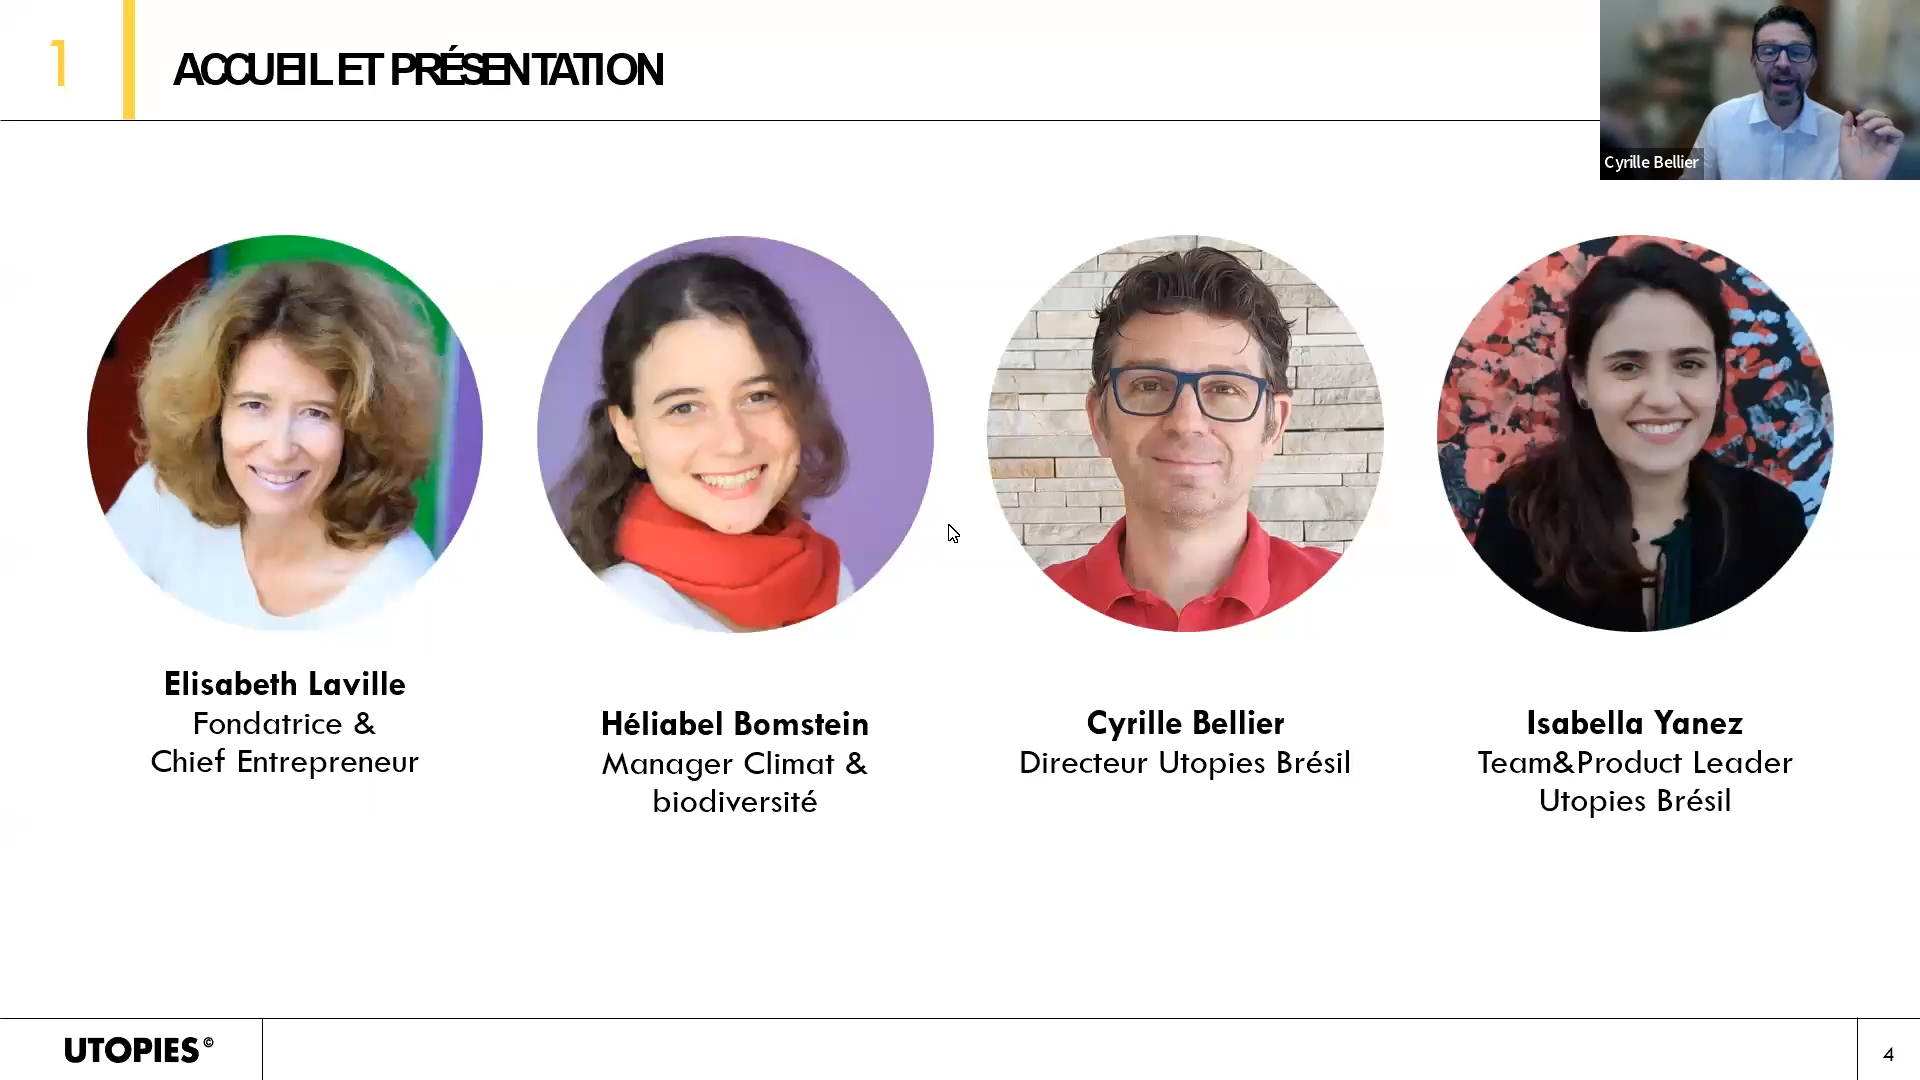 1
ACCUEIL ET PRÉSENTATION
Cyrille Bellier
Elisabeth Laville
Fondatrice &
Chief Entrepreneur
Héliabel Bomstein
Manager Climat &
biodiversité
Cyrille Bellier
Directeur Utopies Brésil
Isabella Yanez
Team&Product Leader
Utopies Brésil
UTOPIES©
4